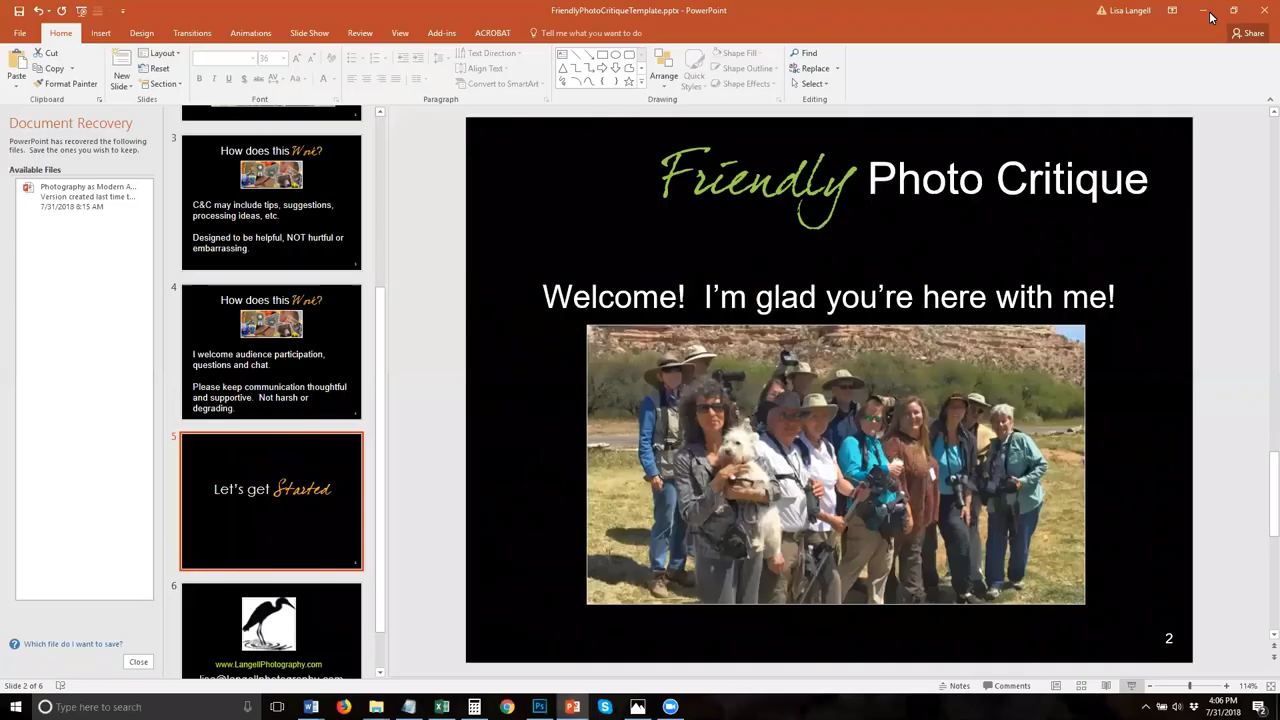 FriendlyPhotoCritiqueTemplate.pptx - PowerPoint
Lisa Langell
File Home Insert Design Transitions Animations Slide Show Review View Add-ins ACROBAT Tell me what you want to do
Share
Paste
Cut
Copy
Format Painter
Clipboard
New
Slide
Layout
Reset
Section
Slides
36
Font
Text Direction
Align Text
Convert to SmartArt
Paragraph
Arrange
Quick
Styles
Shape Fill
Shape Outline
Shape Effects
Drawing
Find
Replace
Select
Editing
Document Recovery
PowerPoint has recovered the following
files. Save the ones you wish to keep.
Available Files
Photography as Modern A...
Version created last time t...
7/31/2018 8:15 AM
Which file do I want to save?
Close
3
How does this Work?
C&C may include tips, suggestions,
processing ideas, etc.
Designed to be helpful, NOT hurtful or
embarrassing.
4
How does this Work?
I welcome audience participation,
questions and chat.
Please keep communication thoughtful
and supportive. Not harsh or
degrading.
5
Let's get Started
6
www.LangellPhotography.com
lisa@langellphotography.com
Friendly Photo Critique
Welcome! I'm glad you're here with me!
2
Slide 2 of 6
Notes
Comments
114%
Type here to search
4:06 PM
7/31/2018